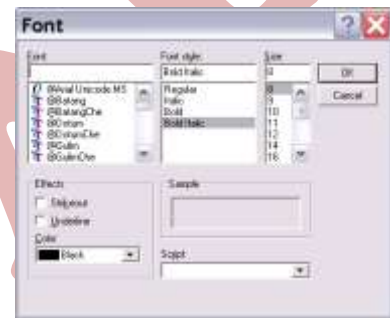 Font
Font Font style: Size
Bold Italic 8
OK
@Arial Unicode MS Regular 8
Cancel
@Batang Italic 9
@BatangChe Bold 10
@Dotum Bold Italic 11
@DotumChe 12
@Gulim 14
@GulimChe 16
Effects Sample
Strikeout
Underline
Color
Black Script